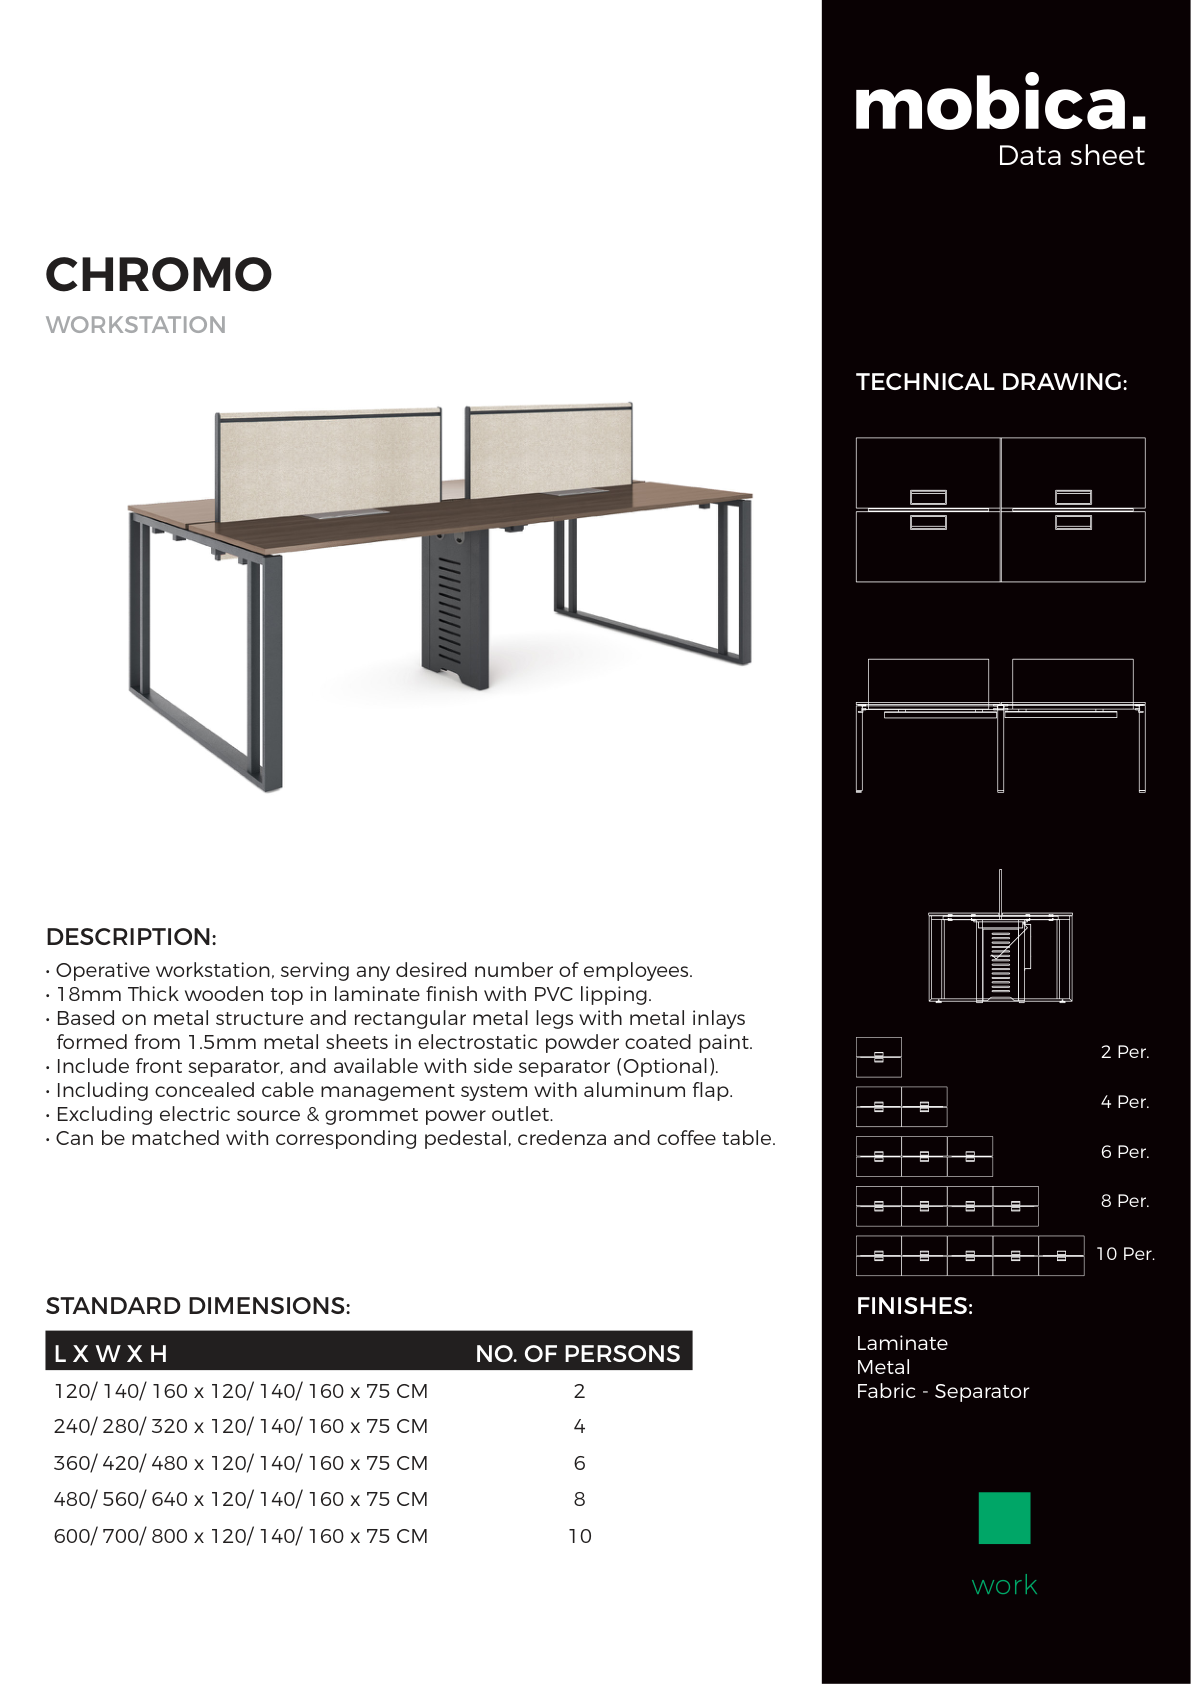 mobica.
Data sheet
CHROMO
WORKSTATION
TECHNICAL DRAWING:
DESCRIPTION:
• Operative workstation, serving any desired number of employees.
• 18mm Thick wooden top in laminate finish with PVC lipping.
• Based on metal structure and rectangular metal legs with metal inlays
formed from 1.5mm metal sheets in electrostatic powder coated paint.
• Include front separator, and available with side separator (Optional).
• Including concealed cable management system with aluminum flap.
• Excluding electric source & grommet power outlet.
• Can be matched with corresponding pedestal, credenza and coffee table.
2 Per.
4 Per.
6 Per.
8 Per.
10 Per.
STANDARD DIMENSIONS:
L X W X H NO. OF PERSONS
120/ 140/ 160 x 120/ 140/ 160 x 75 CM 2
240/ 280/ 320 x 120/ 140/ 160 x 75 CM 4
360/ 420/ 480 x 120/ 140/ 160 x 75 CM 6
480/ 560/ 640 x 120/ 140/ 160 x 75 CM 8
600/ 700/ 800 x 120/ 140/ 160 x 75 CM 10
FINISHES:
Laminate
Metal
Fabric - Separator
work